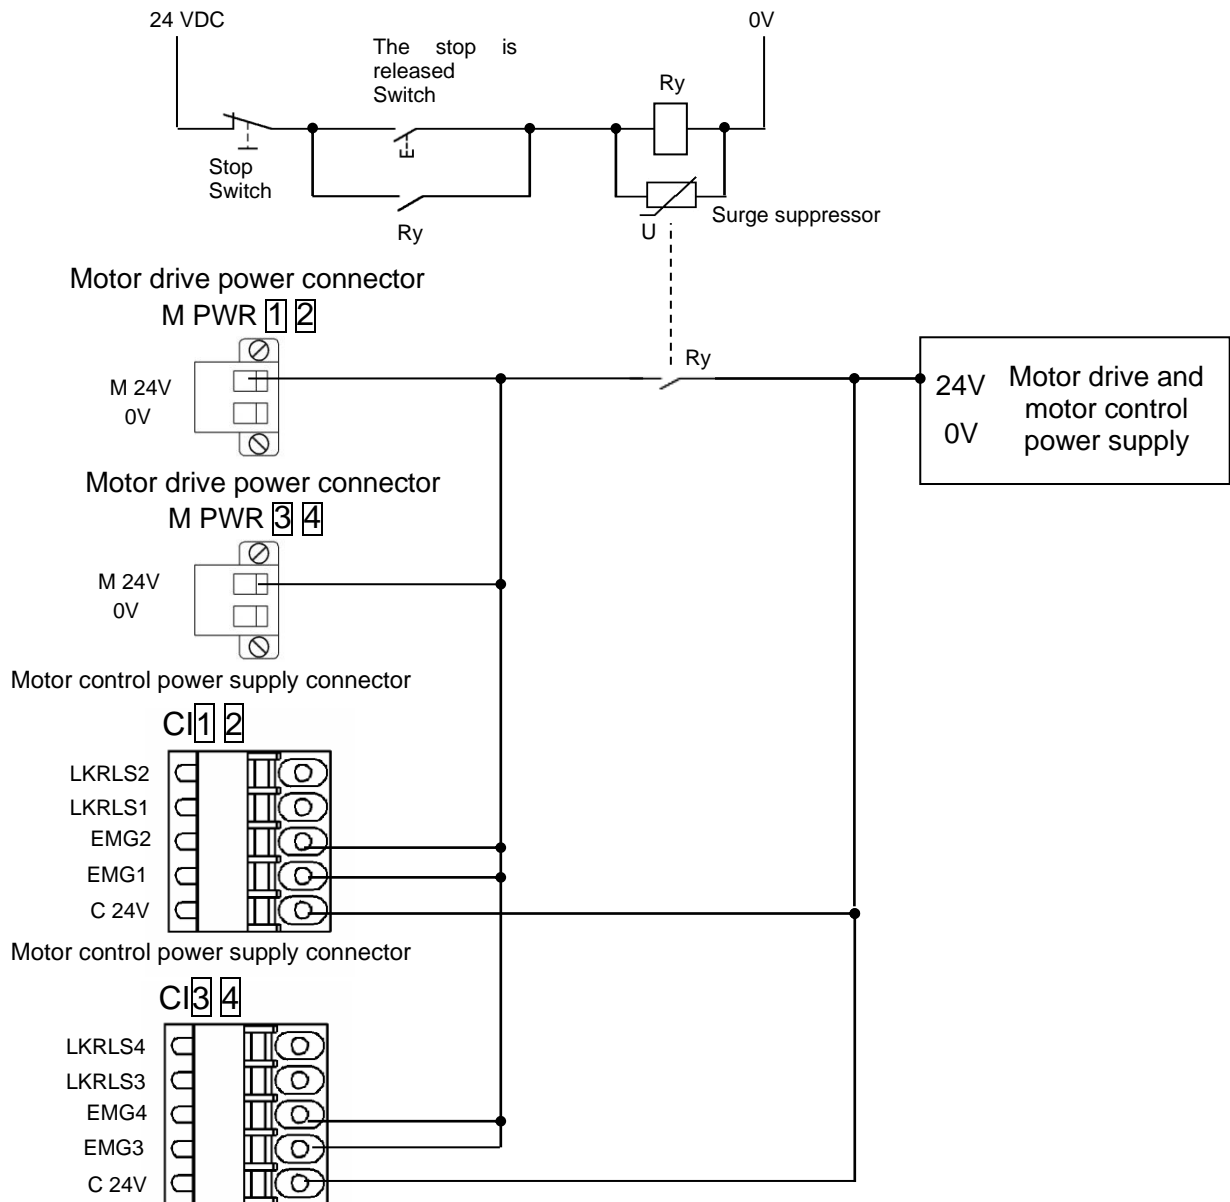 24 VDC
0V
The stop is
released
Switch
Ry
Stop
Switch
Ry
U
Surge suppressor
Motor drive power connector
M PWR 1 2
M 24V
0V
Ry
24V
0V
Motor drive and
motor control
power supply
Motor drive power connector
M PWR 3 4
M 24V
0V
Motor control power supply connector
CI 1 2
LKRLS2
LKRLS1
EMG2
EMG1
C 24V
Motor control power supply connector
CI 3 4
LKRLS4
LKRLS3
EMG4
EMG3
C 24V